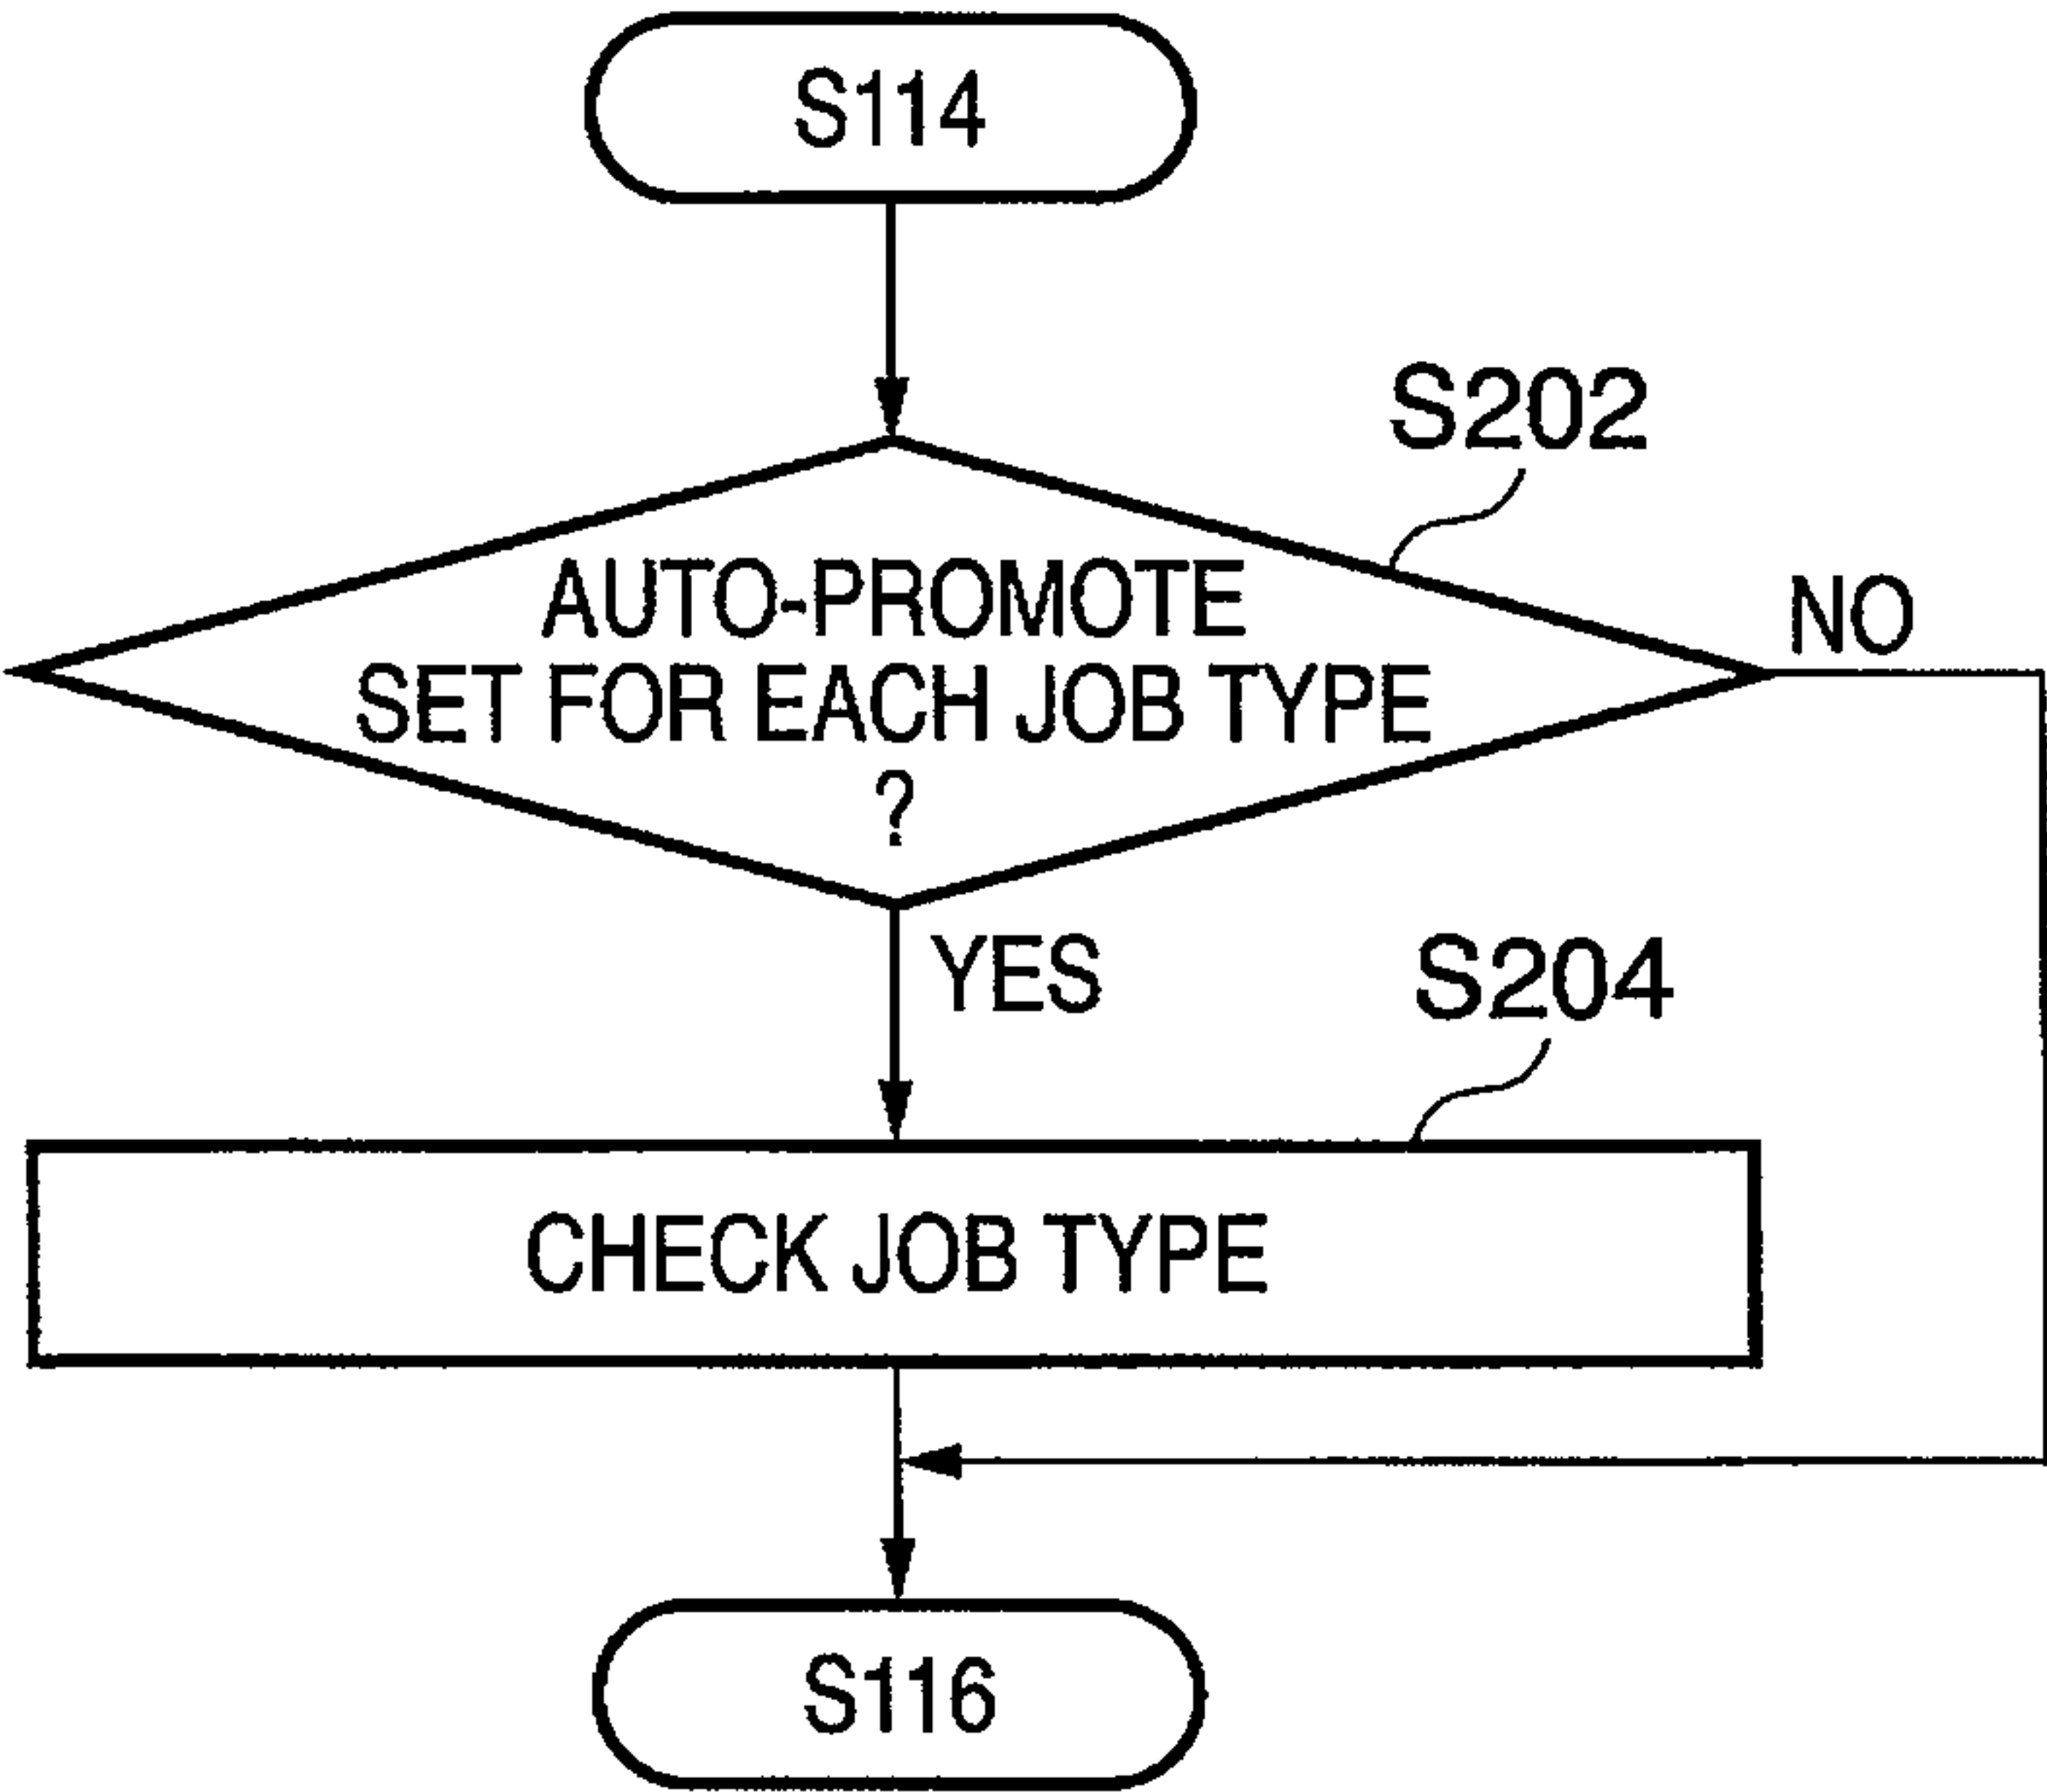 S114
S202
AUTO-PROMOTE
SET FOR EACH JOB TYPE
?
NO
YES
S204
CHECK JOB TYPE
S116